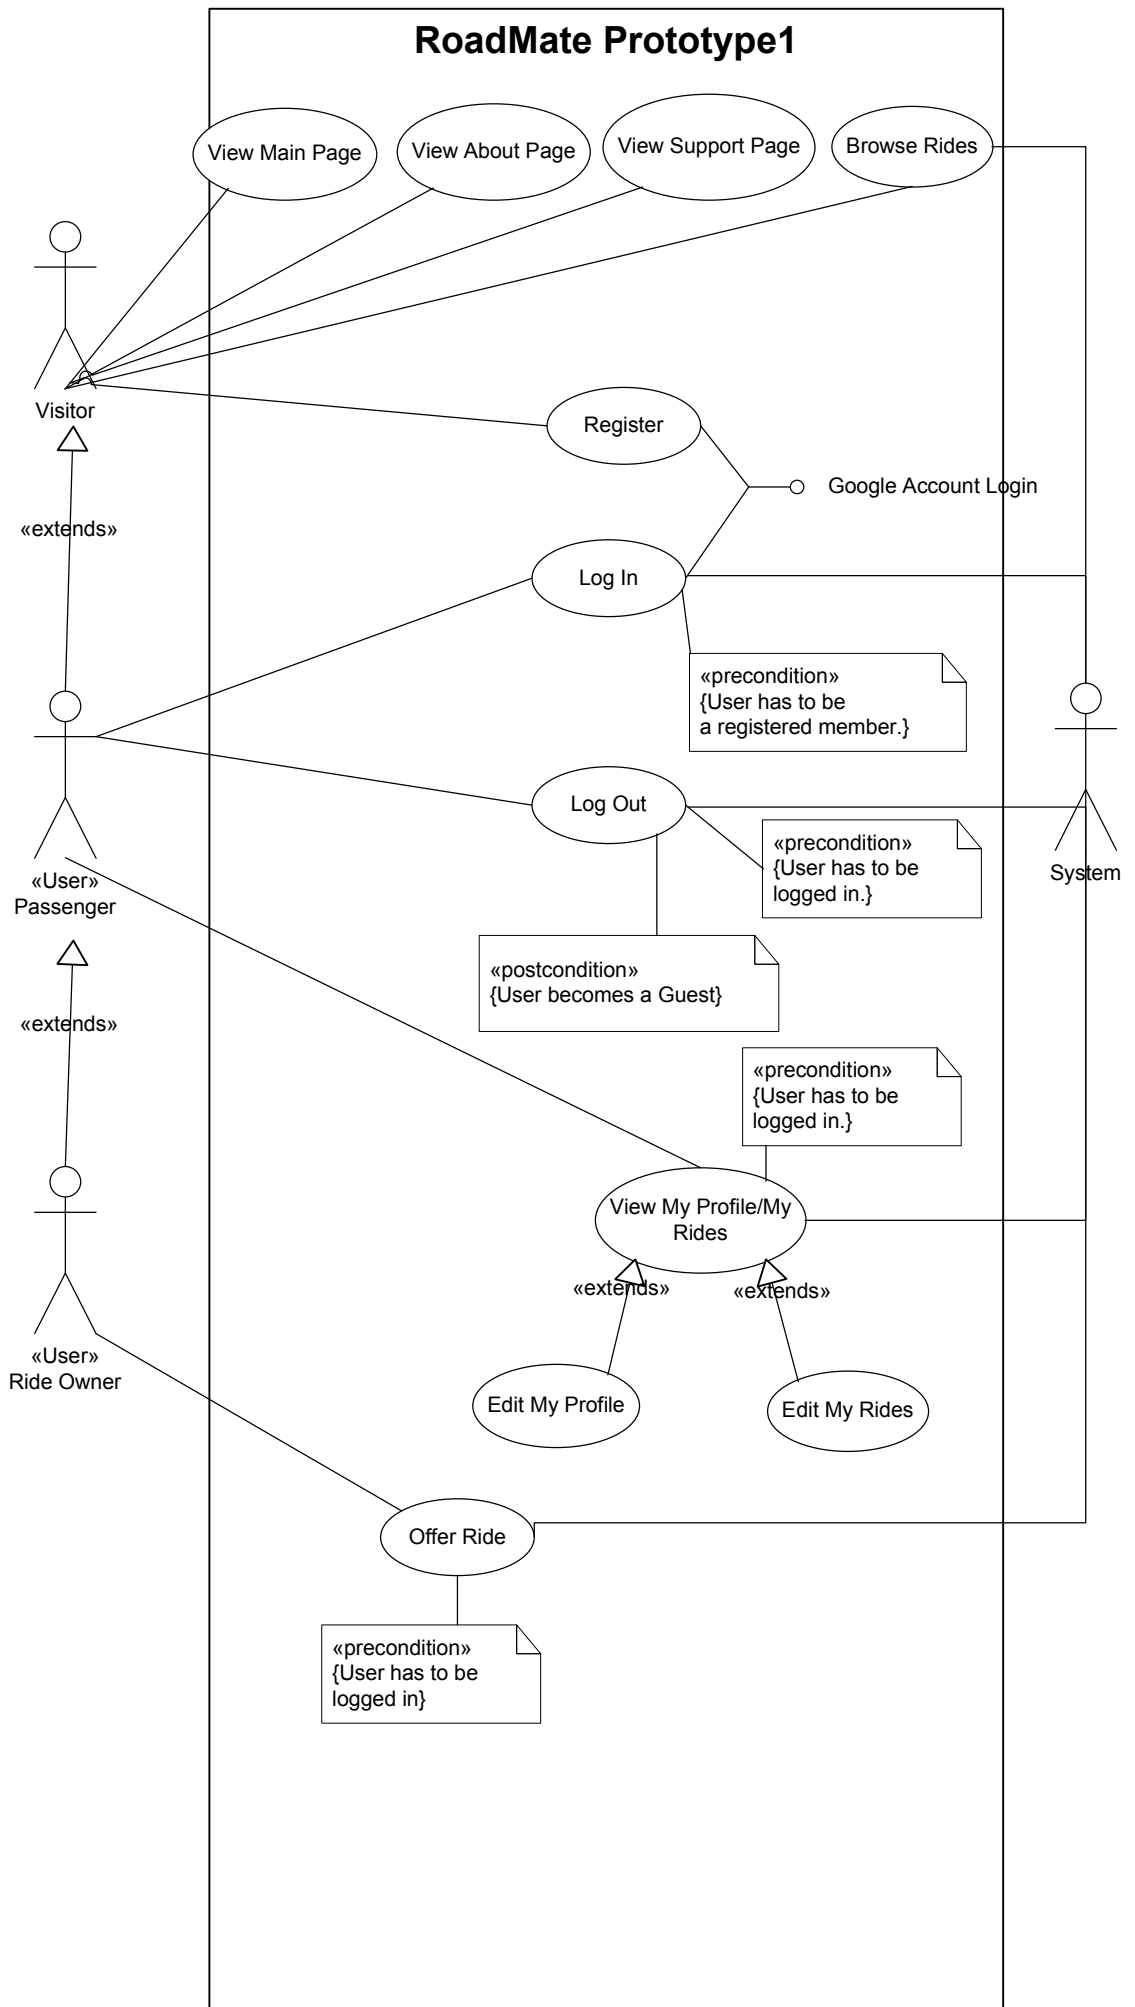 RoadMate Prototype1
View Main Page
View About Page
View Support Page
Browse Rides
Visitor
Register
Google Account Login
«extends»
Log In
«precondition»
{User has to be
a registered member.}
Log Out
«precondition»
{User has to be
logged in.}
System
«User»
Passenger
«postcondition»
{User becomes a Guest}
«extends»
«precondition»
{User has to be
logged in.}
View My Profile/My
Rides
«extends»
«extends»
«User»
Ride Owner
Edit My Profile
Edit My Rides
Offer Ride
«precondition»
{User has to be
logged in}